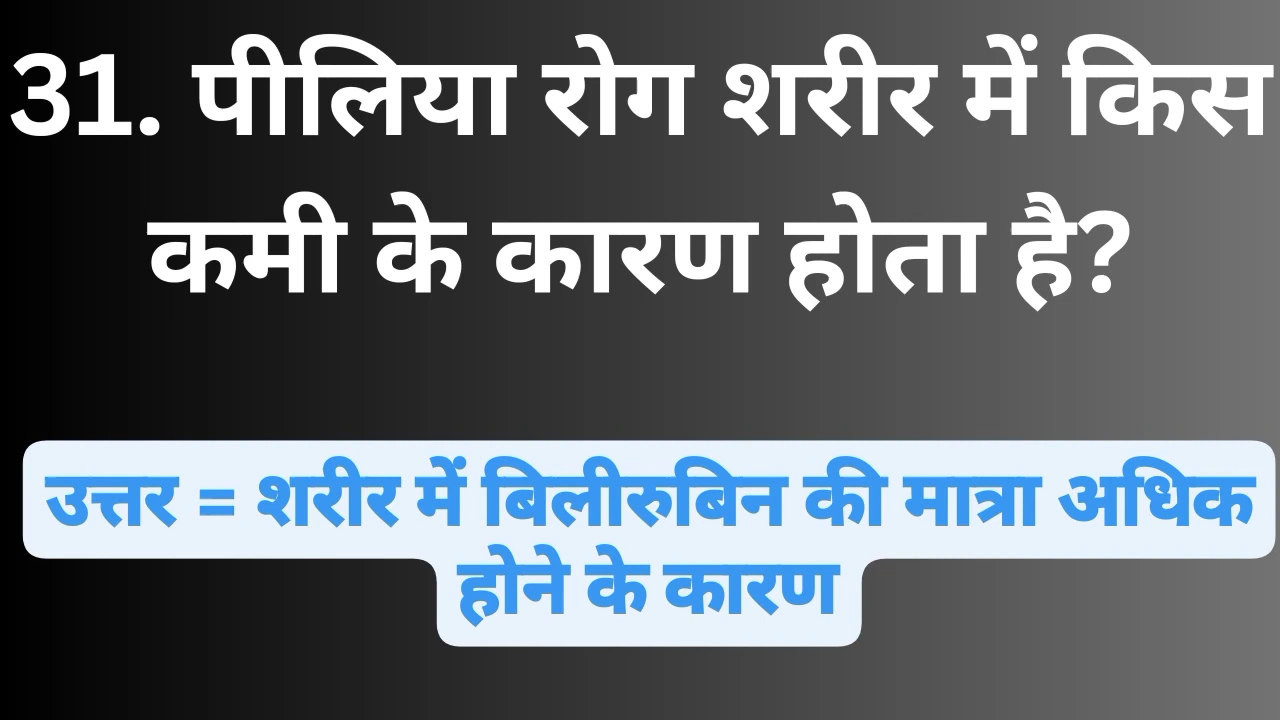 31. पीलिया रोग शरीर में किस
कमी के कारण होता है?
उत्तर = शरीर में बिलीरुबिन की मात्रा अधिक
होने के कारण